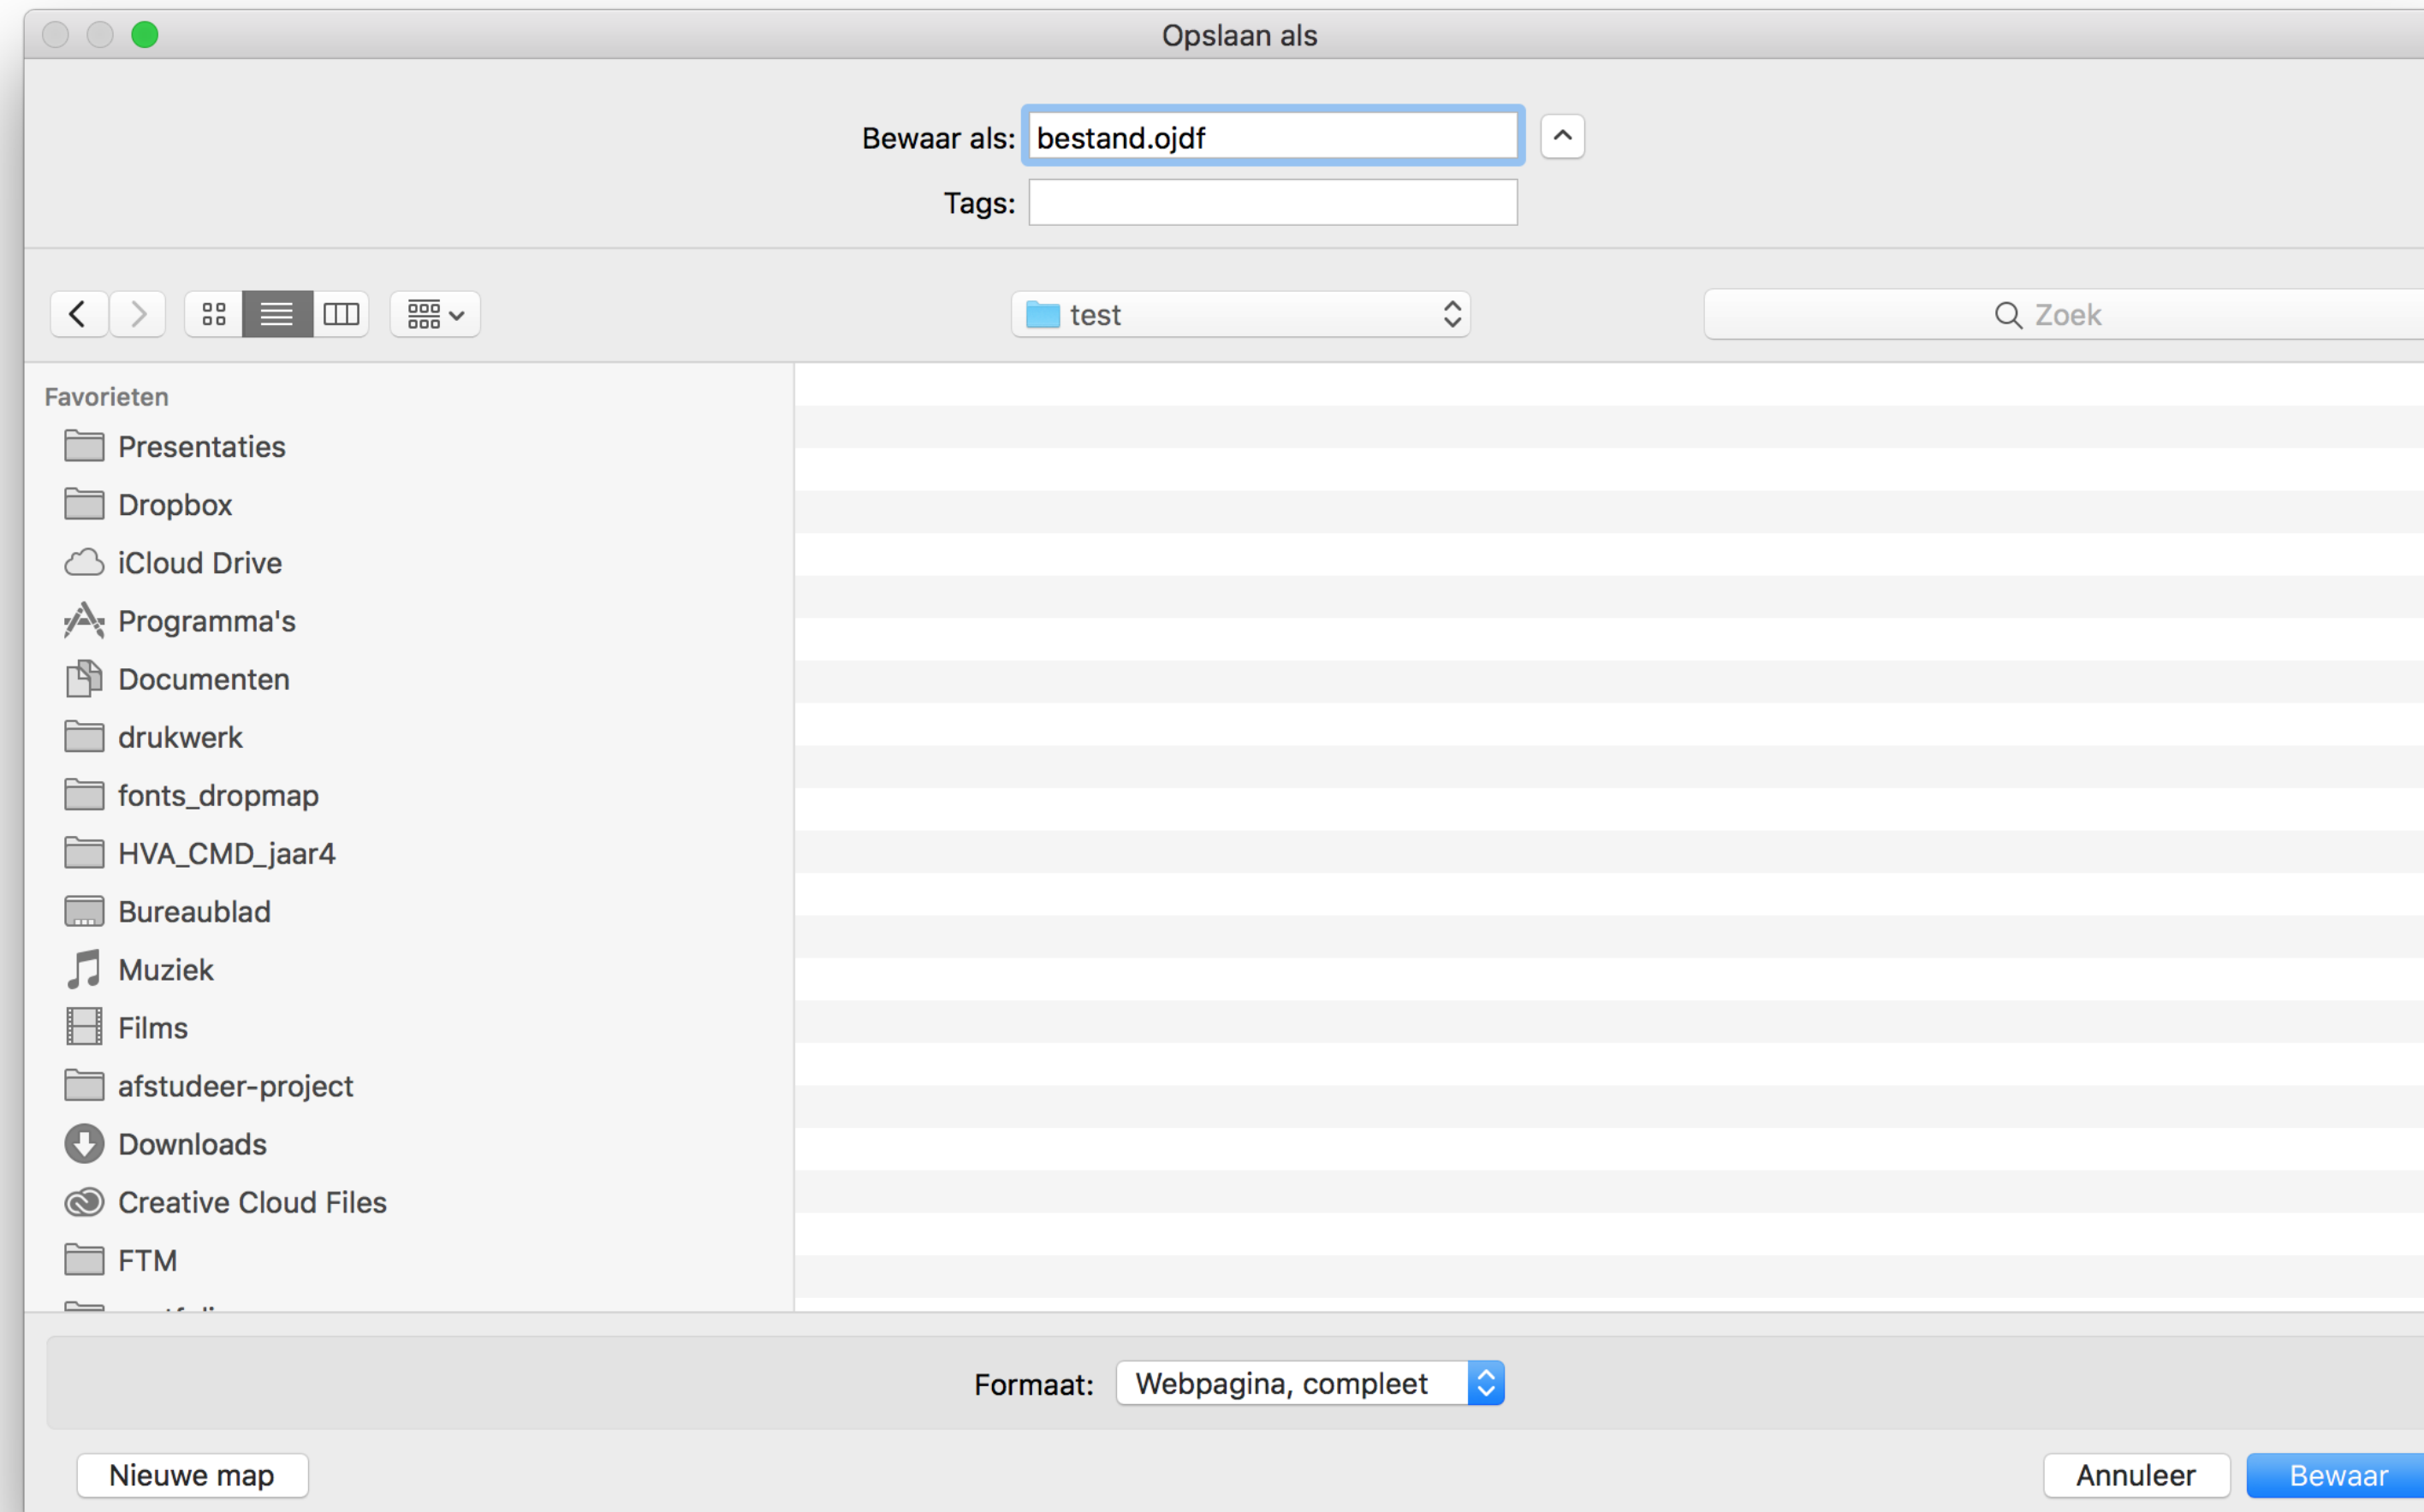 Opslaan als
Bewaar als: bestand.ojdf
Tags:
test
Zoek
Favorieten
Presentaties
Dropbox
iCloud Drive
Programma's
Documenten
drukwerk
fonts_dropmap
HVA_CMD_jaar4
Bureaublad
Muziek
Films
afstudeer-project
Downloads
Creative Cloud Files
FTM
Formaat: Webpagina, compleet
Nieuwe map
Annuleer
Bewaar